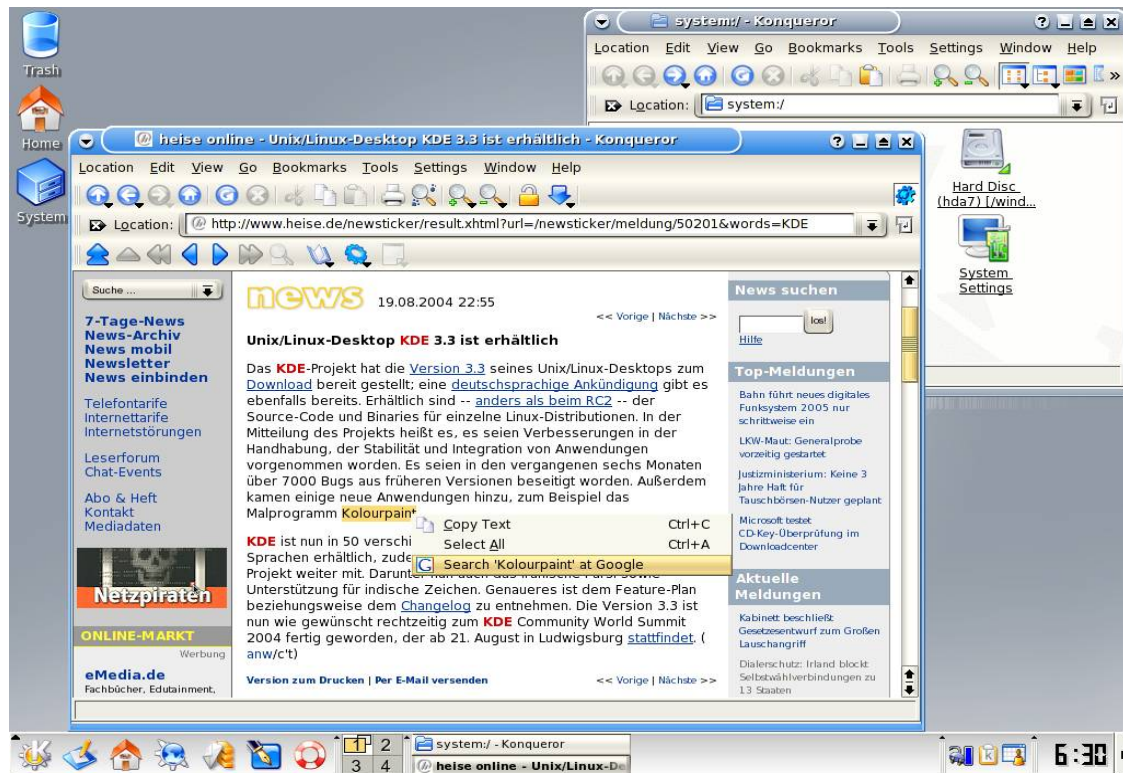 Trash
Home
System
system:/ - Konqueror
Location Edit View Go Bookmarks Tools Settings Window Help
Location: system:/
Hard Disc
(hda7) [/wind...
System
Settings
heise online - Unix/Linux-Desktop KDE 3.3 ist erhältlich - Konqueror
Location Edit View Go Bookmarks Tools Settings Window Help
Location: http://www.heise.de/newsticker/result.xhtml?url=/newsticker/meldung/50201&words=KDE
Suche ...
7-Tage-News
News-Archiv
News mobil
Newsletter
News einbinden
Telefontarife
Internettarife
Internetstörungen
Leserforum
Chat-Events
Abo & Heft
Kontakt
Mediadaten
Netzpiraten
ONLINE-MARKT
Werbung
eMedia.de
Fachbücher, Edutainment,
news 19.08.2004 22:55
<< Vorige | Nächste >>
Unix/Linux-Desktop KDE 3.3 ist erhältlich
Das KDE-Projekt hat die Version 3.3 seines Unix/Linux-Desktops zum
Download bereit gestellt; eine deutschsprachige Ankündigung gibt es
ebenfalls bereits. Erhältlich sind -- anders als beim RC2 -- der
Source-Code und Binaries für einzelne Linux-Distributionen. In der
Mitteilung des Projekts heißt es, es seien Verbesserungen in der
Handhabung, der Stabilität und Integration von Anwendungen
vorgenommen worden. Es seien in den vergangenen sechs Monaten
über 7000 Bugs aus früheren Versionen beseitigt worden. Außerdem
kamen einige neue Anwendungen hinzu, zum Beispiel das
Malprogramm Kolourpaint
Copy Text Ctrl+C
Select All Ctrl+A
Search 'Kolourpaint' at Google
KDE ist nun in 50 verschi
Sprachen erhältlich, zude
Projekt weiter mit. Darunter nun auch das iranische Farsi sowie
Unterstützung für indische Zeichen. Genaueres ist dem Feature-Plan
beziehungsweise dem Changelog zu entnehmen. Die Version 3.3 ist
nun wie gewünscht rechtzeitig zum KDE Community World Summit
2004 fertig geworden, der ab 21. August in Ludwigsburg stattfindet. (
anw/c't)
Version zum Drucken | Per E-Mail versenden << Vorige | Nächste >>
News suchen
los!
Hilfe
Top-Meldungen
Bahn führt neues digitales
Funksystem 2005 nur
schrittweise ein
LKW-Maut: Generalprobe
vorzeitig gestartet
Justizministerium: Keine 3
Jahre Haft für
Tauschbörsen-Nutzer geplant
Microsoft testet
CD-Key-Überprüfung im
Downloadcenter
Aktuelle
Meldungen
Kabinett beschließt
Gesetzesentwurf zum Großen
Lauschangriff
Dialerschutz: Irland blockt
Selbstwählverbindungen zu
13 Staaten
1 2
3 4
system:/ - Konqueror
heise online - Unix/Linux-De
6:30